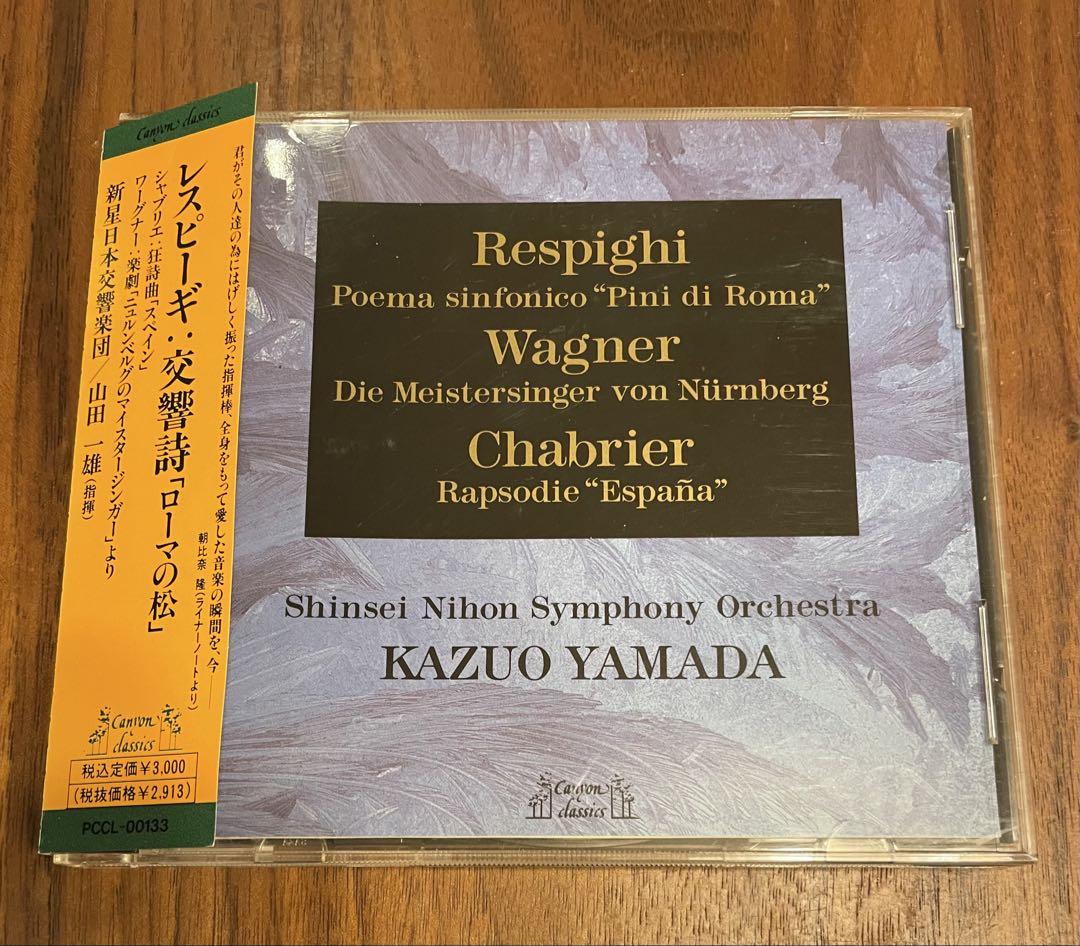 Canyon classics
君がその人達の為にはげしく振った指揮棒、全身をもって愛した音楽の瞬間を、今――
朝比奈 隆(ライナーノートより)
レスピーギ:交響詩「ローマの松」
シャブリエ:狂詩曲「スペイン」
ワーグナー:楽劇「ニュルンベルグのマイスタージンガー」より
新星日本交響楽団/山田 一雄(指揮)
Canyon
classics
税込定価¥3,000
(税抜価格¥2,913)
PCCL-00133
Respighi
Poema sinfonico “Pini di Roma”
Wagner
Die Meistersinger von Nürnberg
Chabrier
Rapsodie “España”
Shinsei Nihon Symphony Orchestra
KAZUO YAMADA
Canyon
classics